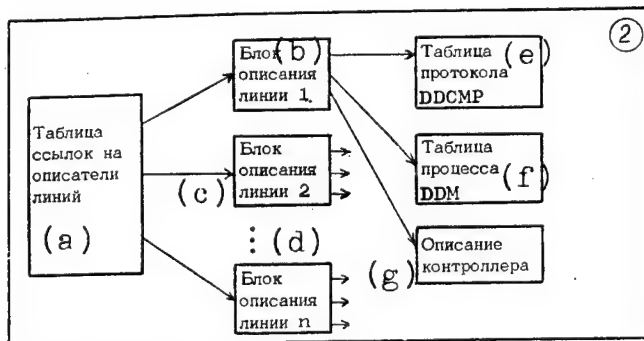 2
Таблица
ссылок на
описатели
линий
(a)
Блок (b)
описания
линии 1.
(c)
Блок
описания
линии 2
(d)
Блок
описания
линии n
Таблица (e)
протокола
DDCMP
Таблица
процесса
DDM (f)
(g)
Описание
контроллера